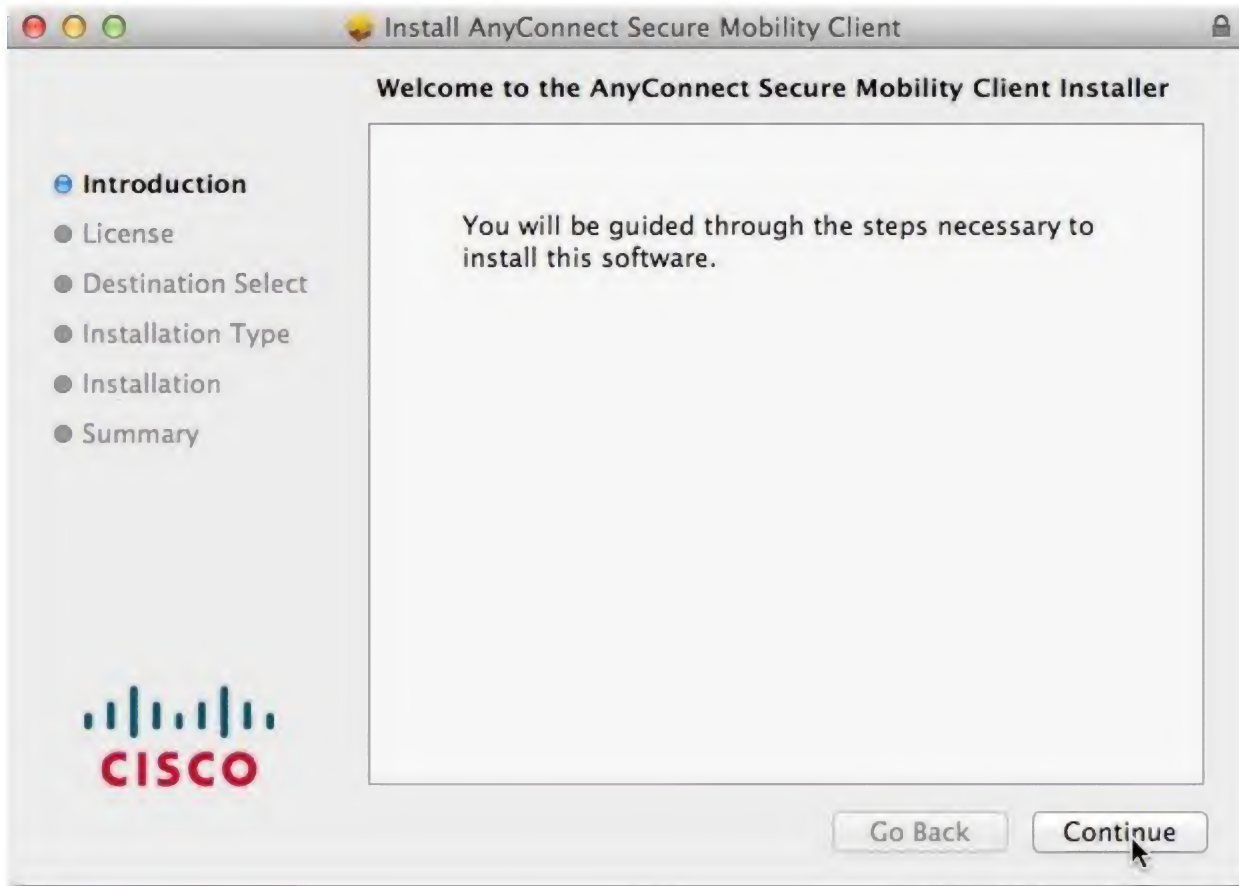 Install AnyConnect Secure Mobility Client
Welcome to the AnyConnect Secure Mobility Client Installer
Introduction
License
Destination Select
Installation Type
Installation
Summary
You will be guided through the steps necessary to
install this software.
CISCO
Go Back
Continue